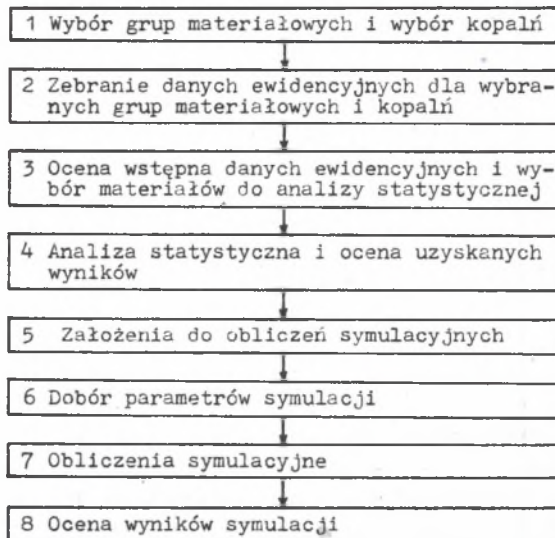 1 Wybór grup materiałowych i wybór kopalń
2 Zebranie danych ewidencyjnych dla wybra-
nych grup materiałowych i kopalń
3 Ocena wstępna danych ewidencyjnych i wy-
bór materiałów do analizy statystycznej
4 Analiza statystyczna i ocena uzyskanych
wyników
5 Założenia do obliczeń symulacyjnych
6 Dobór parametrów symulacji
7 Obliczenia symulacyjne
8 Ocena wyników symulacji